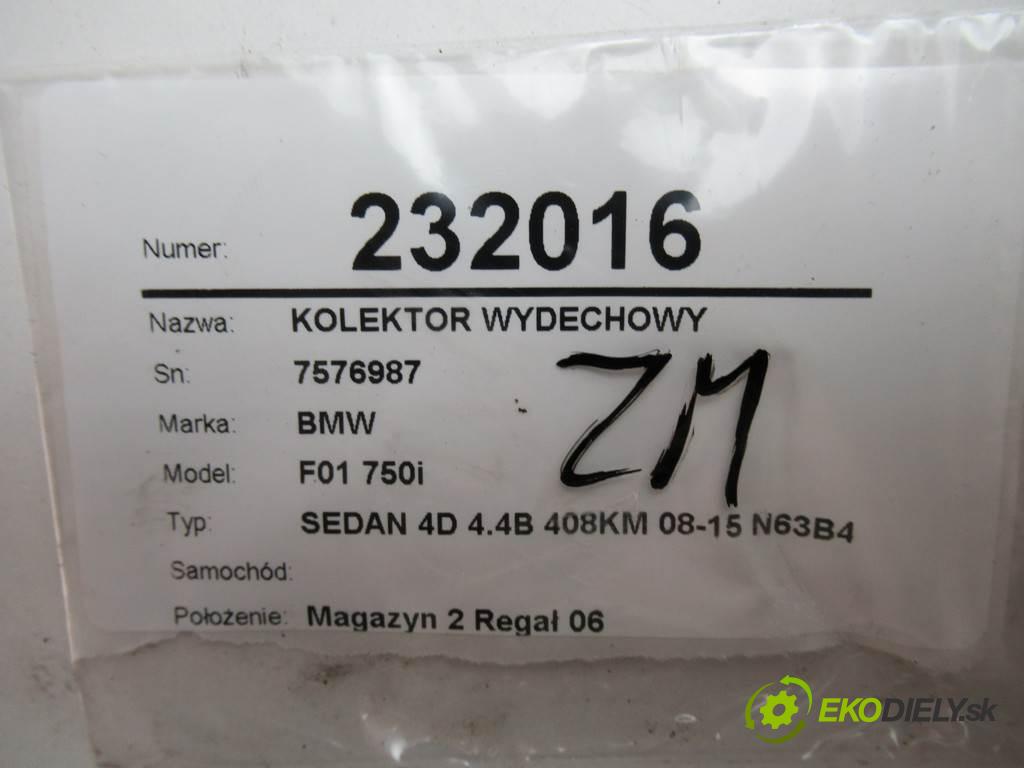 Numer: 232016
Nazwa: KOLEKTOR WYDECHOWY
Sn: 7576987
Marka: BMW
Model: F01 750i
Typ: SEDAN 4D 4.4B 408KM 08-15 N63B4
Samochód:
Położenie: Magazyn 2 Regał 06
ZM
EKODIELY.sk